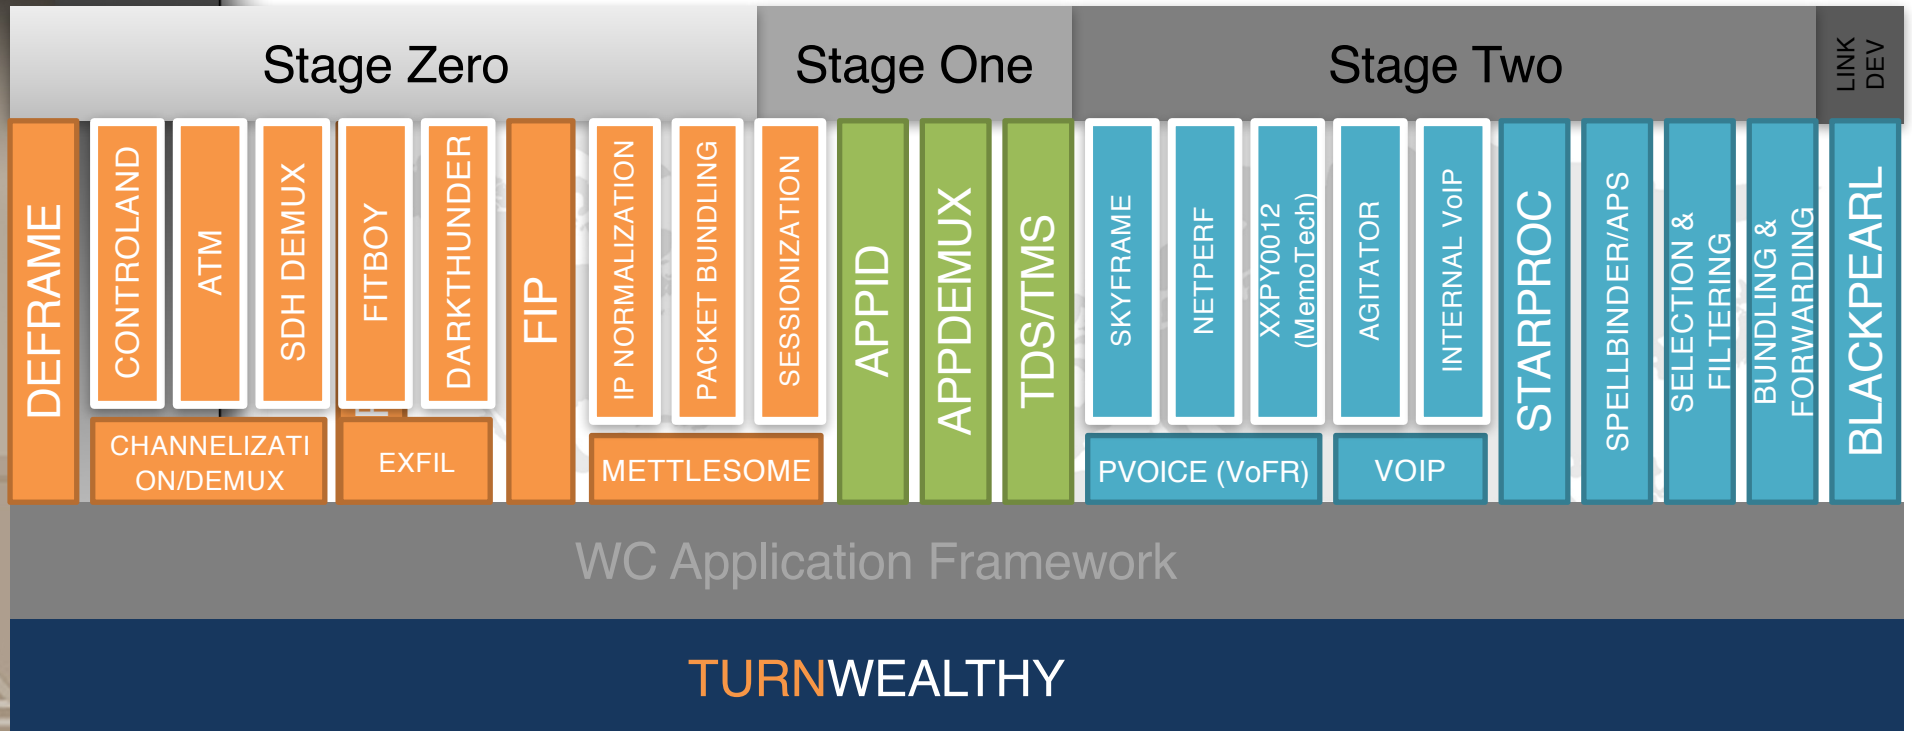 Stage Zero
Stage One
Stage Two
LINK
DEV
DEFRAME
CONTROLAND
ATM
SDH DEMUX
FITBOY
DARKTHUNDER
FIP
IP NORMALIZATION
PACKET BUNDLING
SESSIONIZATION
APPID
APPDEMUX
TDS/TMS
SKYFRAME
NETPERF
XXPY0012
(MemoTech)
AGITATOR
INTERNAL VoIP
STARPROC
SPELLBINDER/APS
SELECTION &
FILTERING
BUNDLING &
FORWARDING
BLACKPEARL
CHANNELIZATI
ON/DEMUX
EXFIL
METTLESOME
PVOICE (VoFR)
VOIP
WC Application Framework
TURNWEALTHY